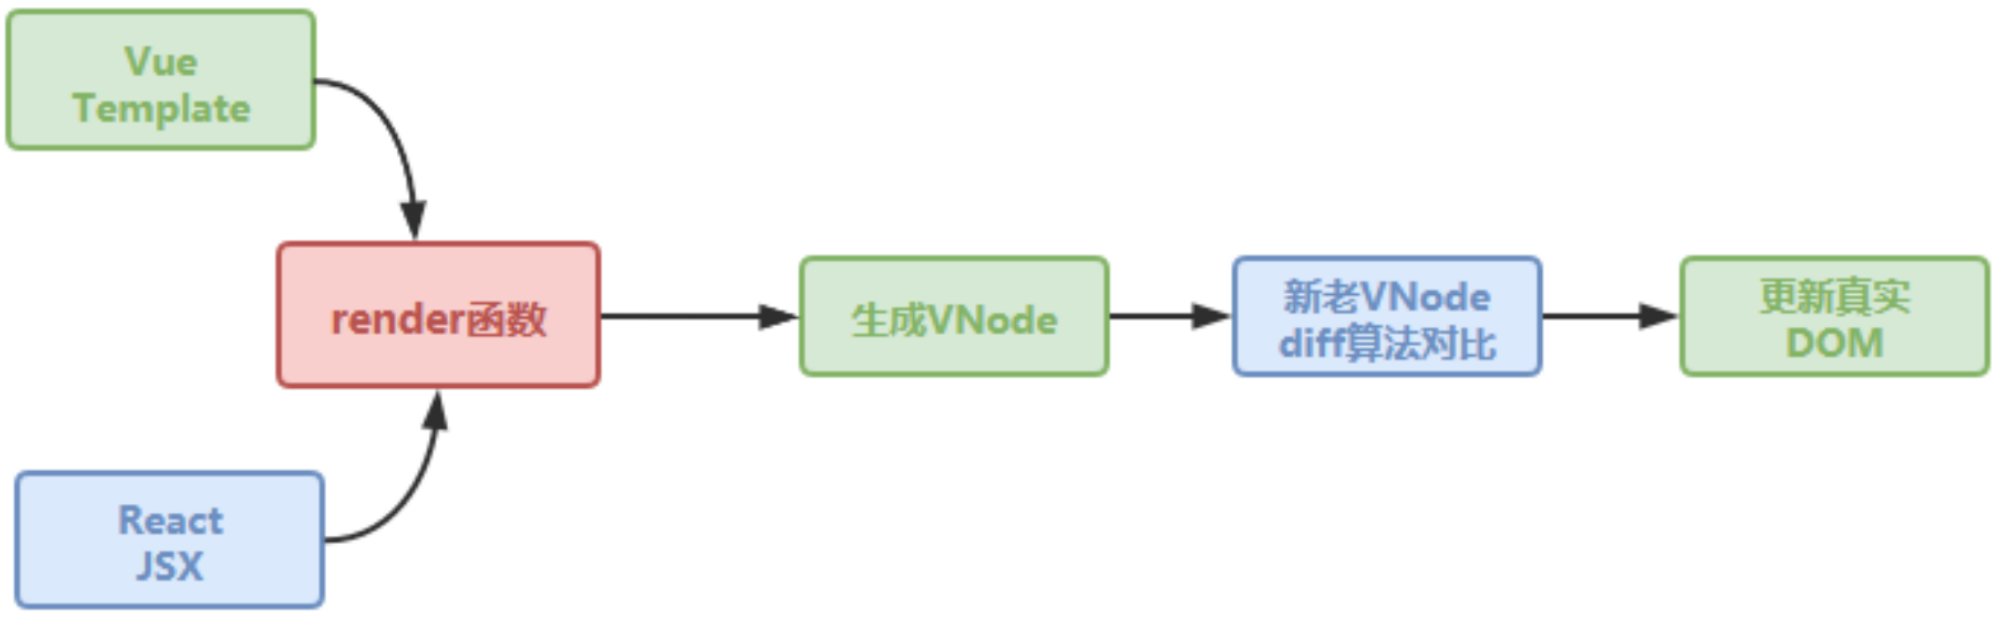 Vue
Template
render函数
生成VNode
新老VNode
diff算法对比
更新真实
DOM
React
JSX